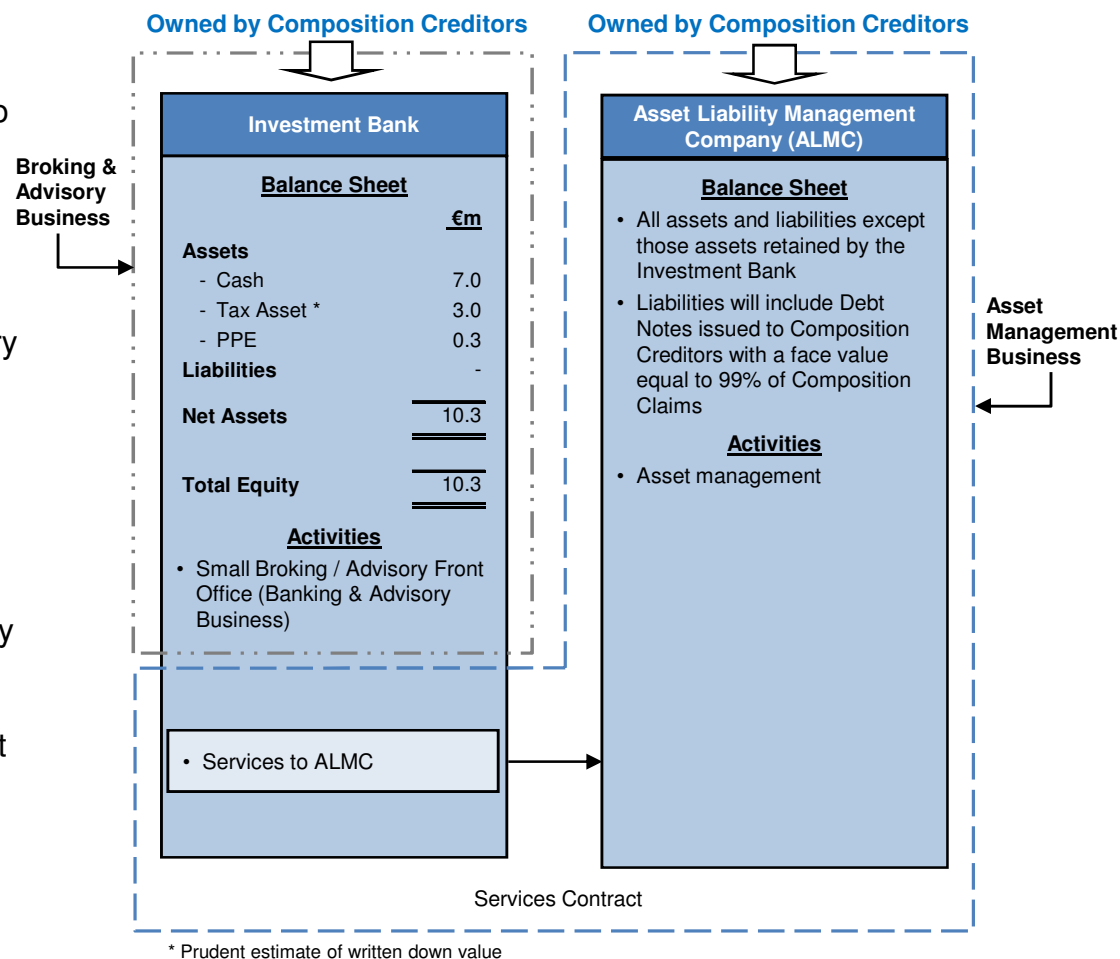 Owned by Composition Creditors
Owned by Composition Creditors
Investment Bank
Broking &
Advisory
Business
Balance Sheet
€m
Assets
- Cash 7.0
- Tax Asset * 3.0
- PPE 0.3
Liabilities -
Net Assets 10.3
Total Equity 10.3
Activities
• Small Broking / Advisory Front
Office (Banking & Advisory
Business)
• Services to ALMC
Asset Liability Management
Company (ALMC)
Balance Sheet
• All assets and liabilities except
those assets retained by the
Investment Bank
• Liabilities will include Debt
Notes issued to Composition
Creditors with a face value
equal to 99% of Composition
Claims
Activities
• Asset management
Asset
Management
Business
Services Contract
* Prudent estimate of written down value